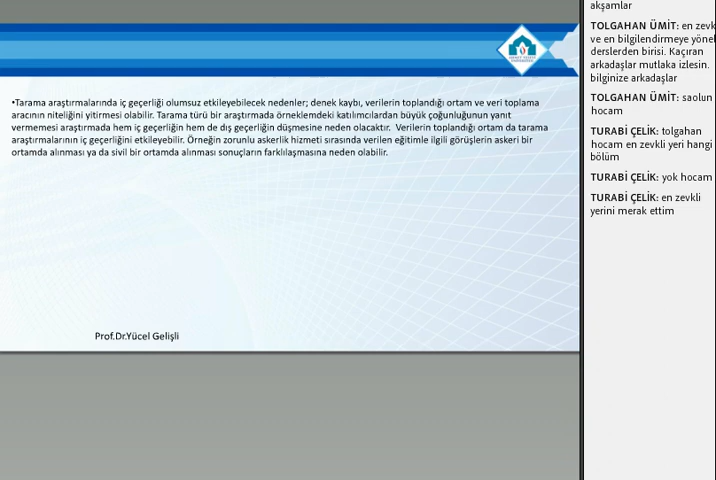 •Tarama araştırmalarında iç geçerliği olumsuz etkileyebilecek nedenler; denek kaybı, verilerin toplandığı ortam ve veri toplama
aracının niteliğini yitirmesi olabilir. Tarama türü bir araştırmada örneklemdeki katılımcılardan büyük çoğunluğunun yanıt
vermemesi araştırmada hem iç geçerliğin hem de dış geçerliğin düşmesine neden olacaktır.  Verilerin toplandığı ortam da tarama
araştırmalarının iç geçerliğini etkileyebilir. Örneğin zorunlu askerlik hizmeti sırasında verilen eğitimle ilgili görüşlerin askeri bir
ortamda alınması ya da sivil bir ortamda alınması sonuçların farklılaşmasına neden olabilir.
Prof.Dr.Yücel Gelişli
akşamlar
TOLGAHAN ÜMİT: en zevk
ve en bilgilendirmeye yönel
derslerden birisi. Kaçıran
arkadaşlar mutlaka izlesin.
bilginize arkadaşlar
TOLGAHAN ÜMİT: saolun
hocam
TURABİ ÇELİK: tolgahan
hocam en zevkli yeri hangi
bölüm
TURABİ ÇELİK: yok hocam
TURABİ ÇELİK: en zevkli
yerini merak ettim